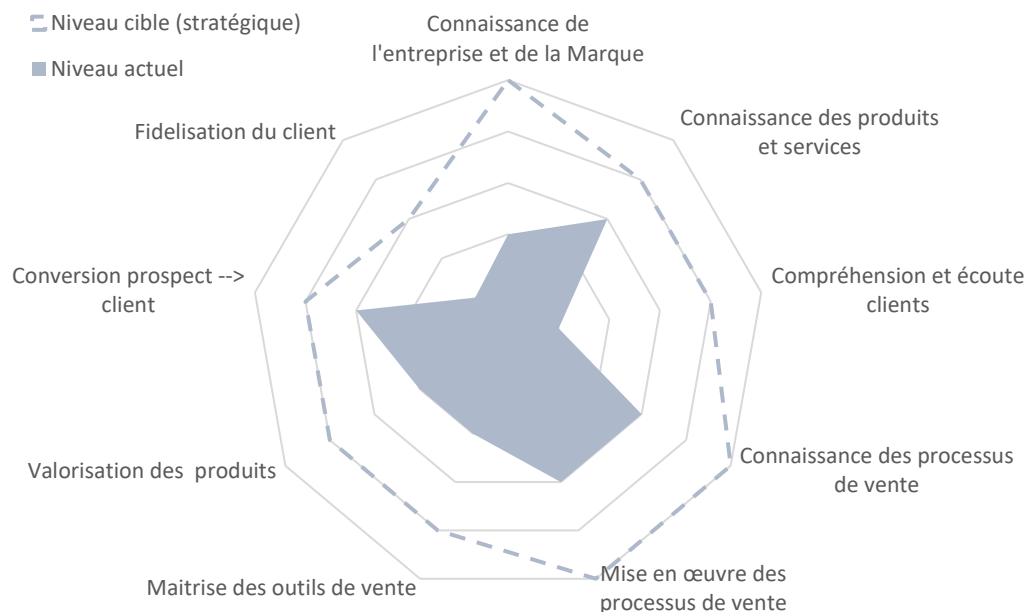 Niveau cible (stratégique)
Niveau actuel
Connaissance de
l'entreprise et de la Marque
Connaissance des produits
et services
Compréhension et écoute
clients
Connaissance des processus
de vente
Mise en œuvre des
processus de vente
Maitrise des outils de vente
Valorisation des  produits
Conversion prospect -->
client
Fidelisation du client